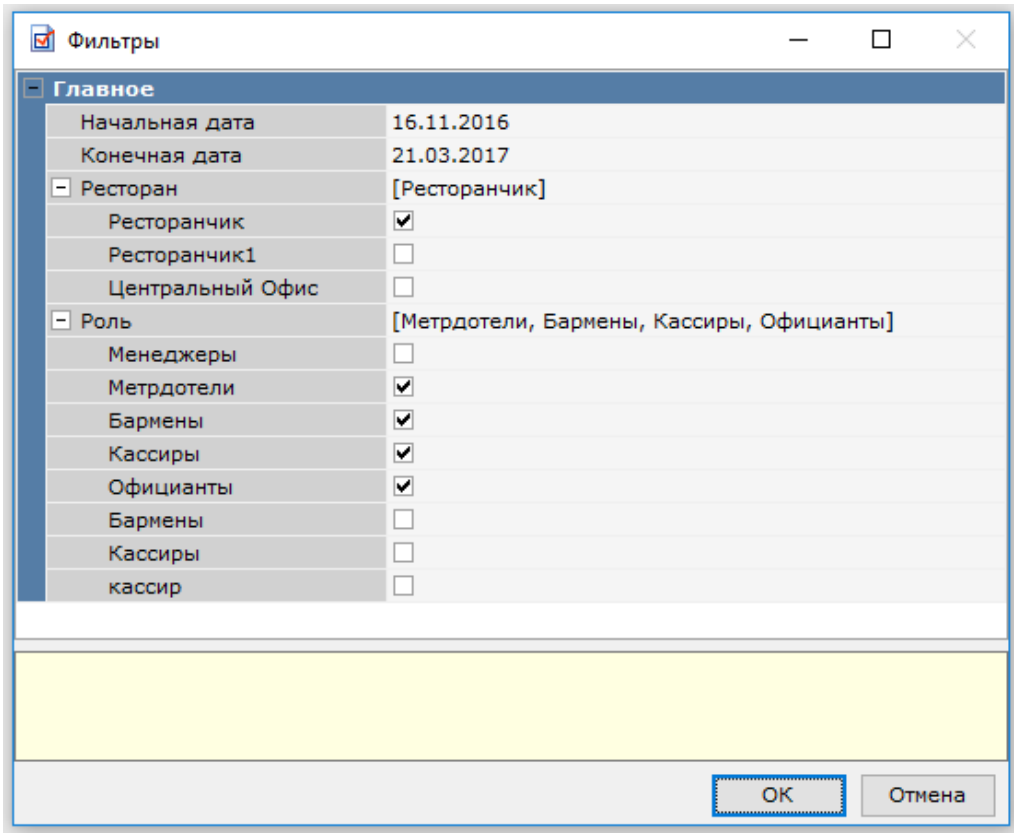 Фильтры
Главное
Начальная дата 16.11.2016
Конечная дата 21.03.2017
Ресторан [Ресторанчик]
Ресторанчик
Ресторанчик1
Центральный Офис
Роль [Метрдотели, Бармены, Кассиры, Официанты]
Менеджеры
Метрдотели
Бармены
Кассиры
Официанты
Бармены
Кассиры
кассир
OK Отмена